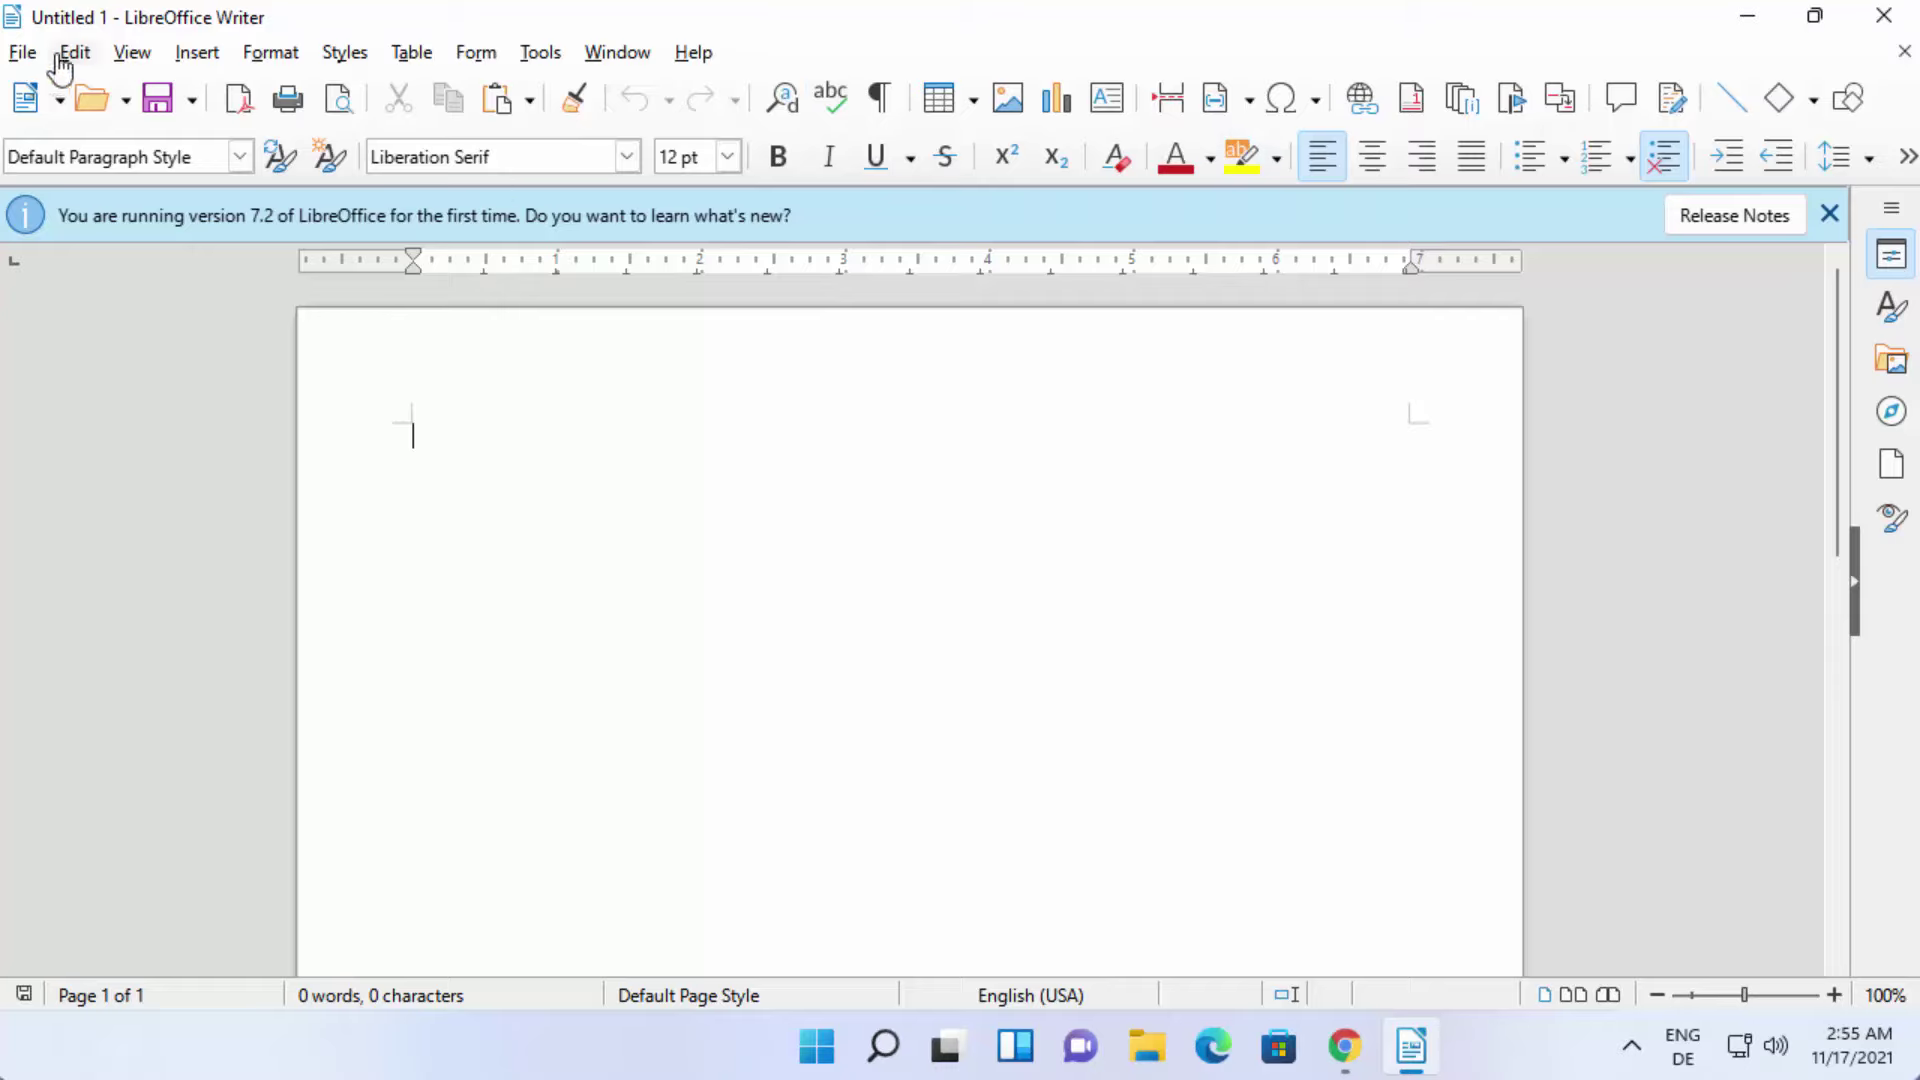 Untitled 1 - LibreOffice Writer
File Edit View Insert Format Styles Table Form Tools Window Help
Default Paragraph Style Liberation Serif 12 pt
You are running version 7.2 of LibreOffice for the first time. Do you want to learn what's new? Release Notes
1 2 3 4 5 6 7
Page 1 of 1 0 words, 0 characters Default Page Style English (USA) 100%
ENG 2:55 AM
DE 11/17/2021